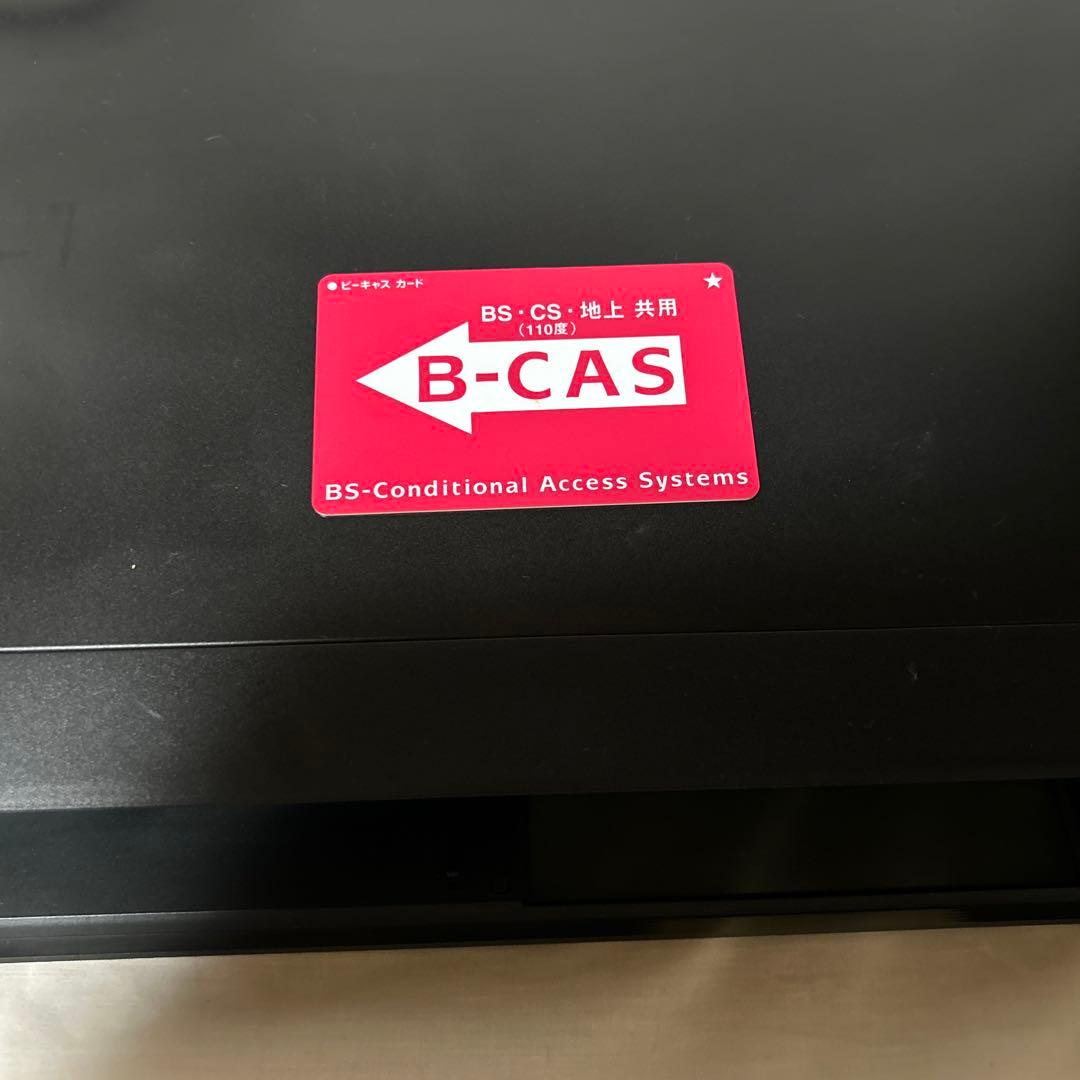 ●ビーキャス カード ★
BS・CS・地上 共用
（110度）
B-CAS
BS-Conditional Access Systems